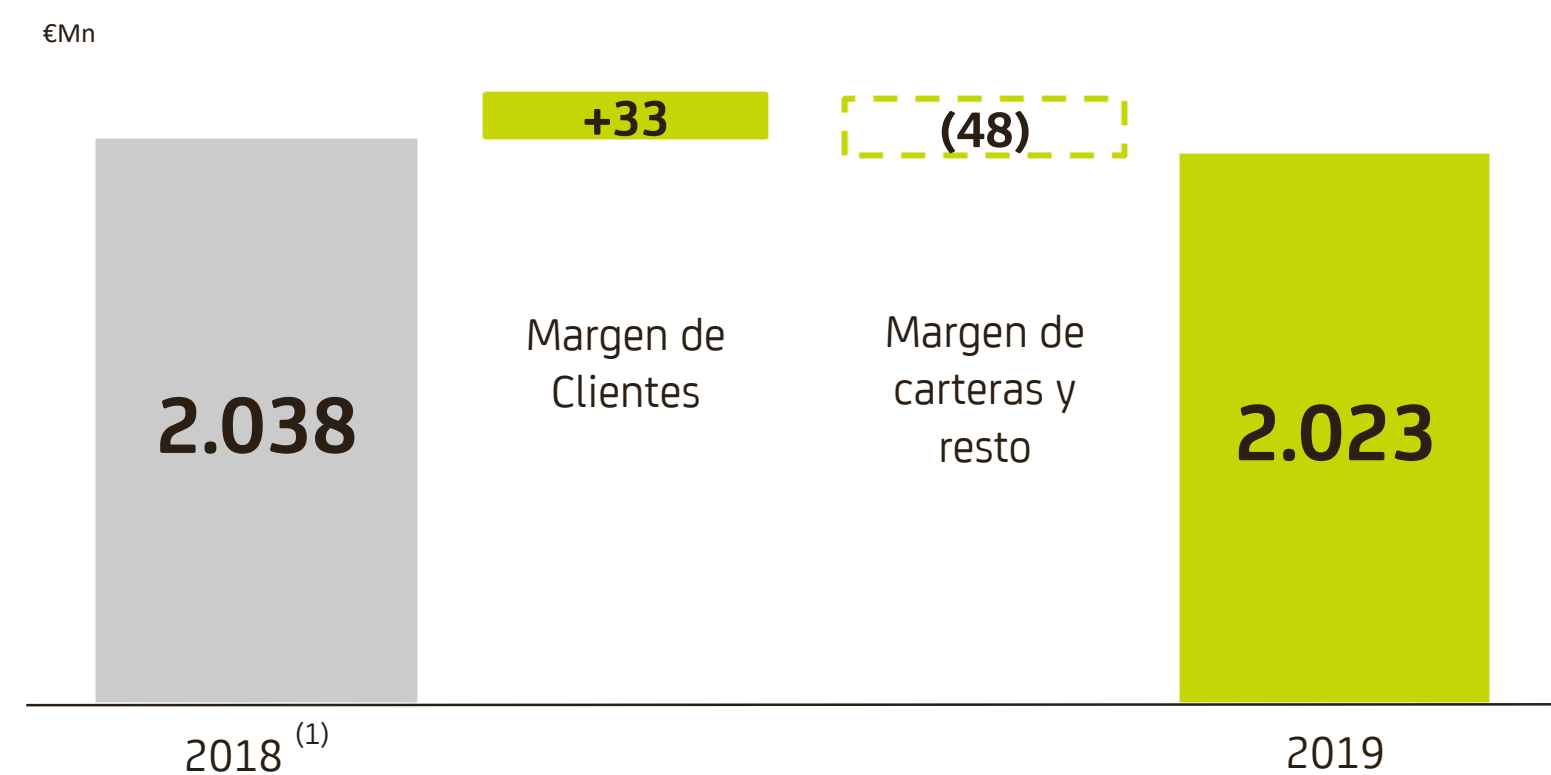 €Mn
+33
(48)
Margen de
Clientes
Margen de
carteras y
resto
2.038
2.023
2018 (1)
2019